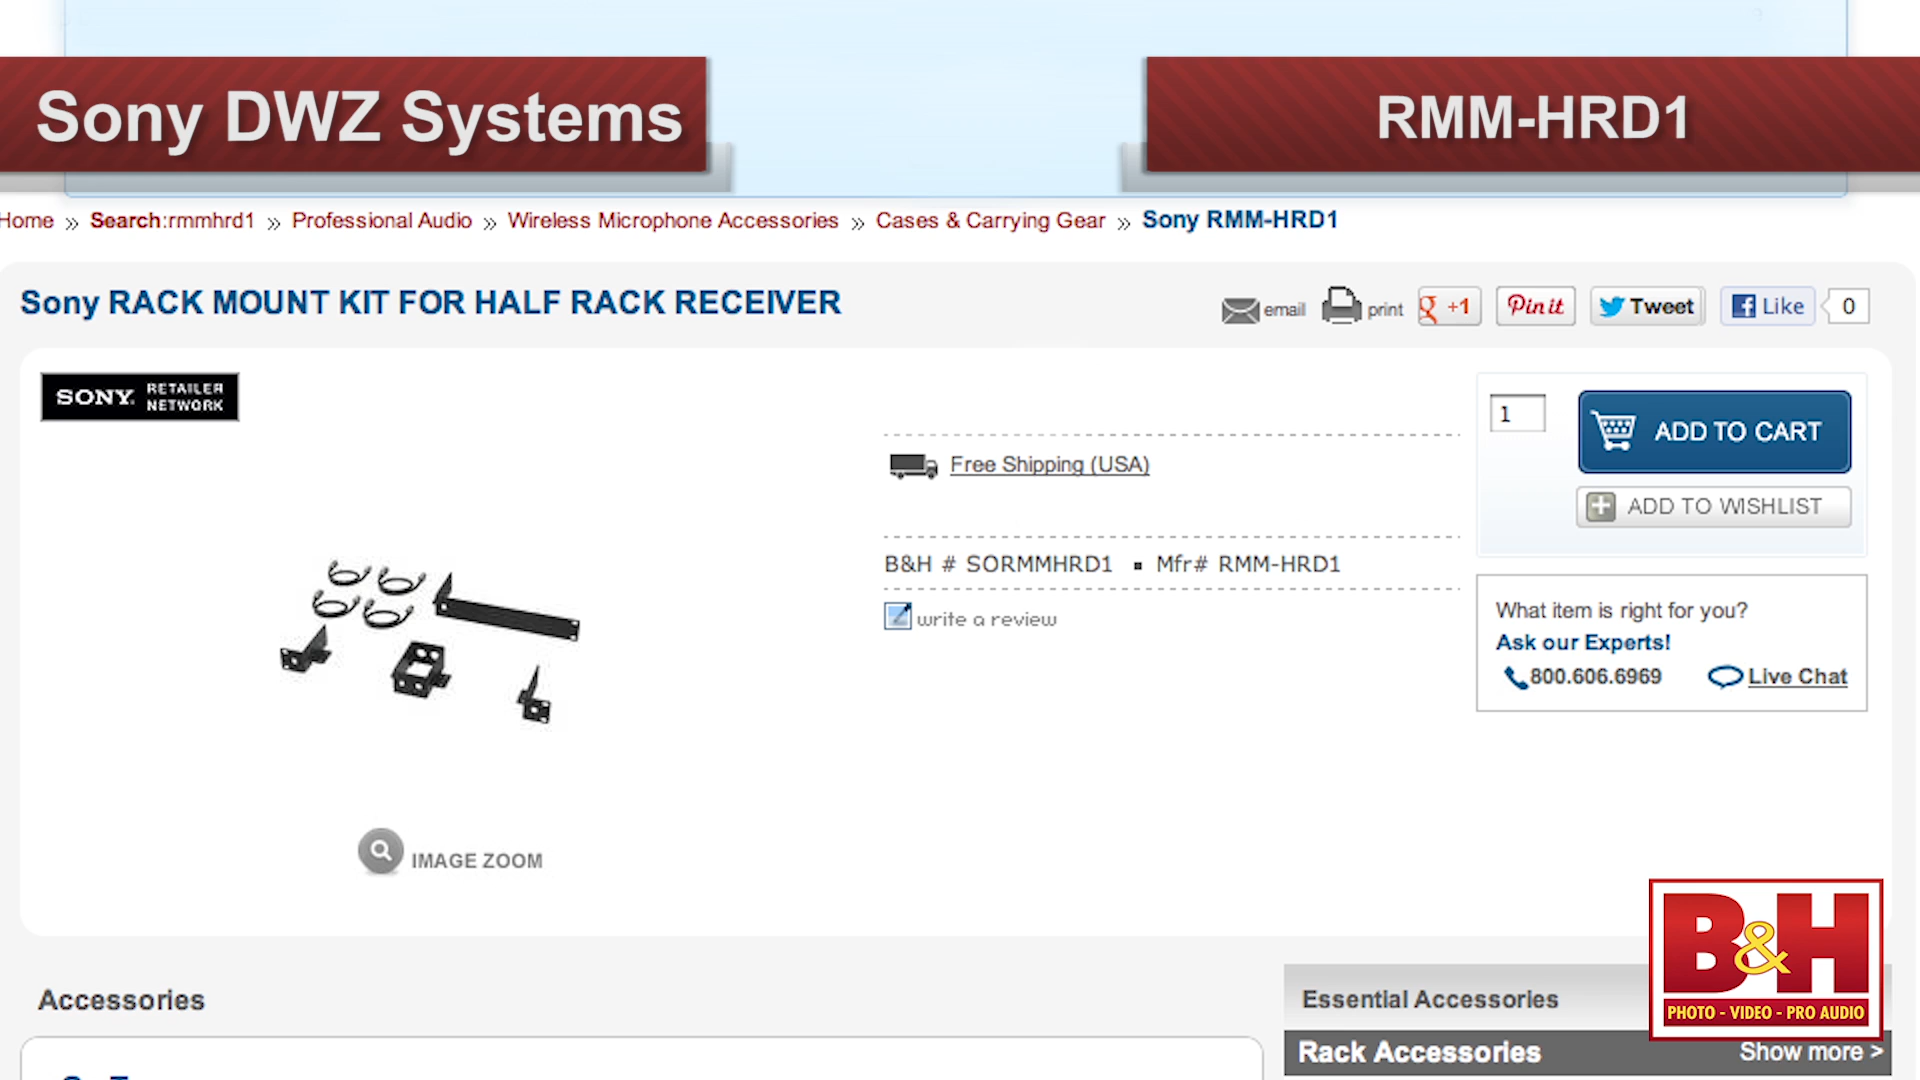 Sony DWZ Systems
RMM-HRD1
Home » Search:rmmhrd1 » Professional Audio » Wireless Microphone Accessories » Cases & Carrying Gear » Sony RMM-HRD1
Sony RACK MOUNT KIT FOR HALF RACK RECEIVER
email
print
g +1
Pin it
Tweet
Like
0
SONY RETAILER NETWORK
1
ADD TO CART
Free Shipping (USA)
ADD TO WISHLIST
B&H # SORMMHRD1 ▪ Mfr# RMM-HRD1
write a review
What item is right for you?
Ask our Experts!
800.606.6969
Live Chat
IMAGE ZOOM
B&H
PHOTO - VIDEO - PRO AUDIO
Accessories
Essential Accessories
Rack Accessories
Show more >